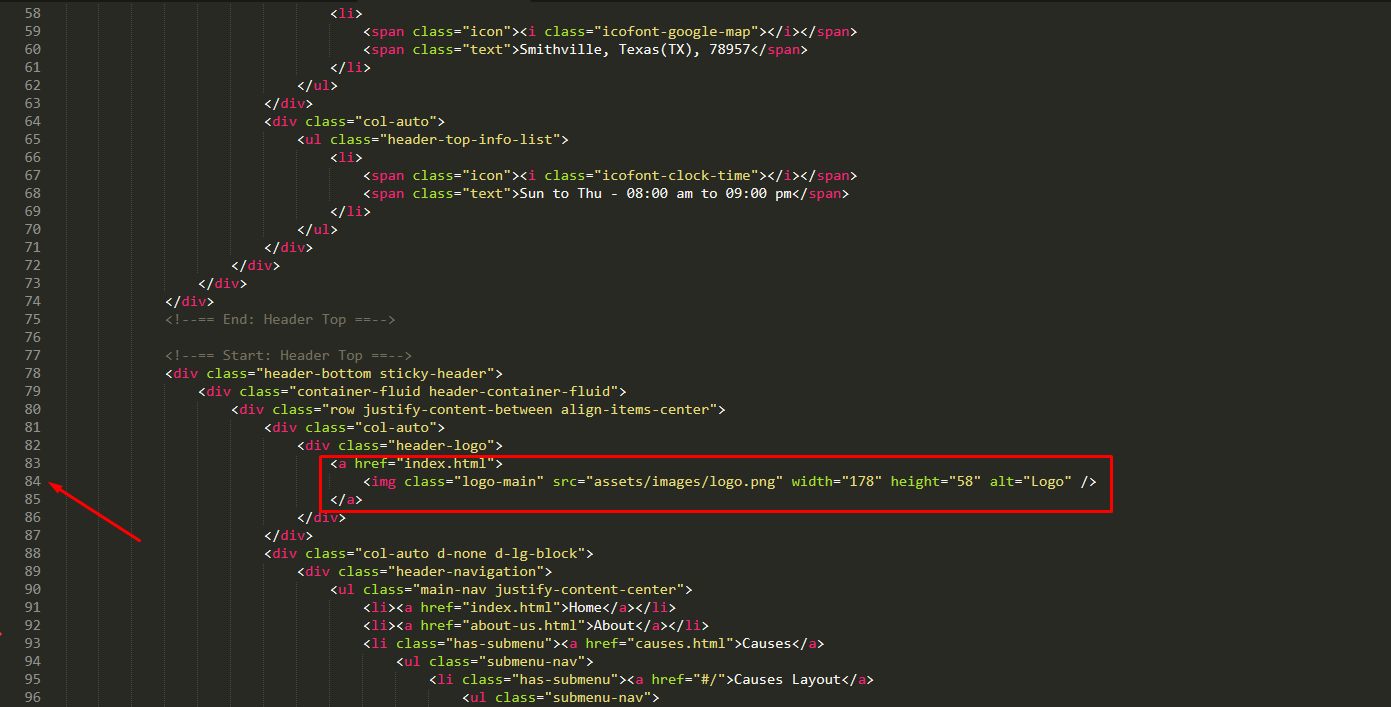 58 <li>
59 <span class="icon"><i class="icofont-google-map"></i></span>
60 <span class="text">Smithville, Texas(TX), 78957</span>
61 </li>
62 </ul>
63 </div>
64 <div class="col-auto">
65 <ul class="header-top-info-list">
66 <li>
67 <span class="icon"><i class="icofont-clock-time"></i></span>
68 <span class="text">Sun to Thu - 08:00 am to 09:00 pm</span>
69 </li>
70 </ul>
71 </div>
72 </div>
73 </div>
74 </div>
75 <!--== End: Header Top ==-->
76
77 <!--== Start: Header Top ==-->
78 <div class="header-bottom sticky-header">
79 <div class="container-fluid header-container-fluid">
80 <div class="row justify-content-between align-items-center">
81 <div class="col-auto">
82 <div class="header-logo">
83 <a href="index.html">
84 <img class="logo-main" src="assets/images/logo.png" width="178" height="58" alt="Logo" />
85 </a>
86 </div>
87 </div>
88 <div class="col-auto d-none d-lg-block">
89 <div class="header-navigation">
90 <ul class="main-nav justify-content-center">
91 <li><a href="index.html">Home</a></li>
92 <li><a href="about-us.html">About</a></li>
93 <li class="has-submenu"><a href="causes.html">Causes</a>
94 <ul class="submenu-nav">
95 <li class="has-submenu"><a href="#/">Causes Layout</a>
96 <ul class="submenu-nav">